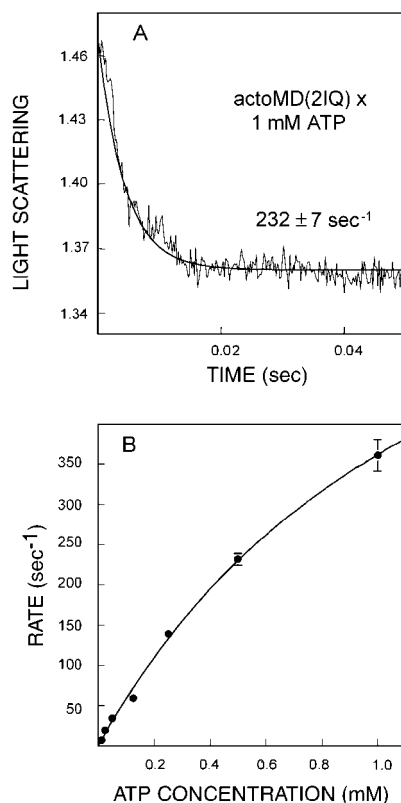 A
LIGHT SCATTERING
1.46
1.43
1.40
1.37
1.34
actoMD(2IQ) x
1 mM ATP
232 ± 7 sec-1
0.02
0.04
TIME (sec)
B
RATE (sec-1)
350
300
250
200
150
100
50
0.2
0.4
0.6
0.8
1.0
ATP CONCENTRATION (mM)